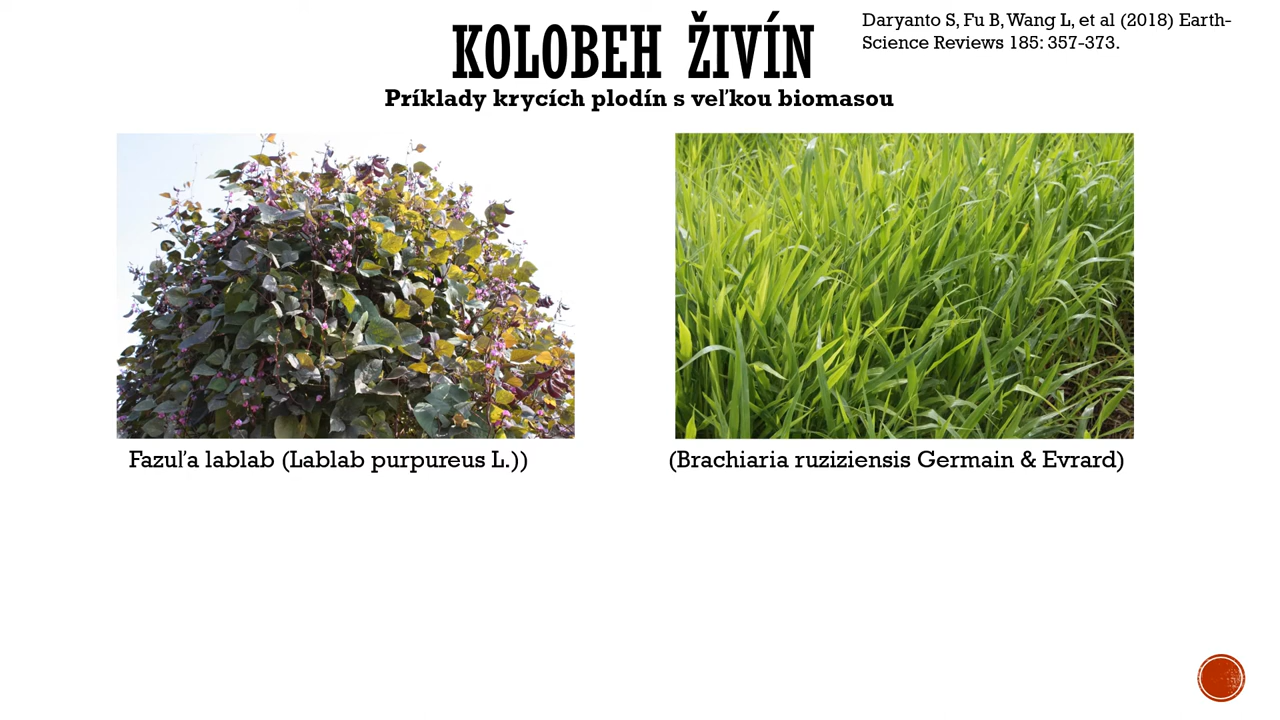 KOLOBEH ŽIVÍN
Daryanto S, Fu B, Wang L, et al (2018) Earth-
Science Reviews 185: 357-373.
Príklady krycích plodín s veľkou biomasou
Fazuľa lablab (Lablab purpureus L.))
(Brachiaria ruziziensis Germain & Evrard)